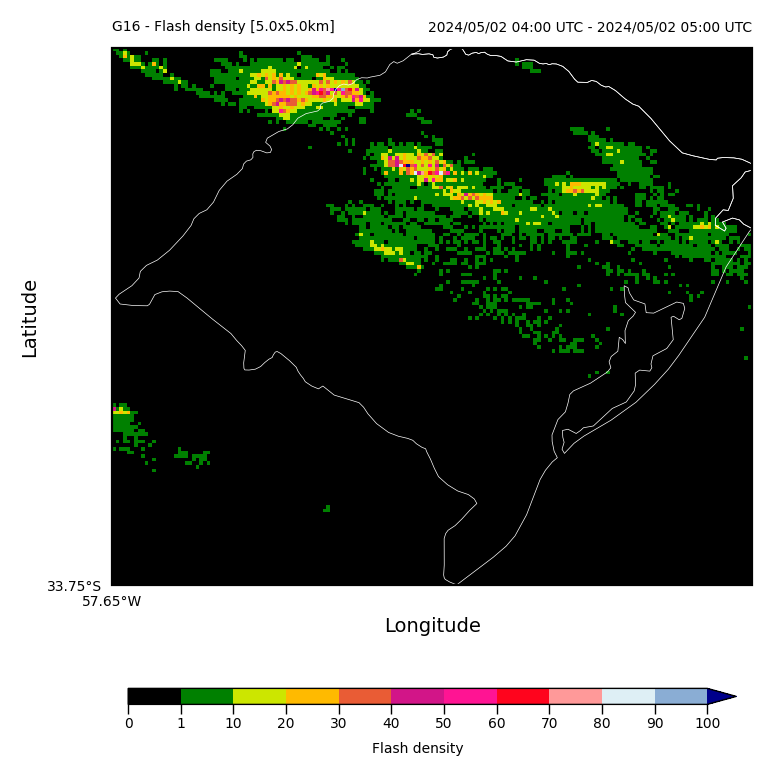 G16 - Flash density [5.0x5.0km] 2024/05/02 04:00 UTC - 2024/05/02 05:00 UTC
Latitude
33.75°S
57.65°W
Longitude
0 1 10 20 30 40 50 60 70 80 90 100
Flash density